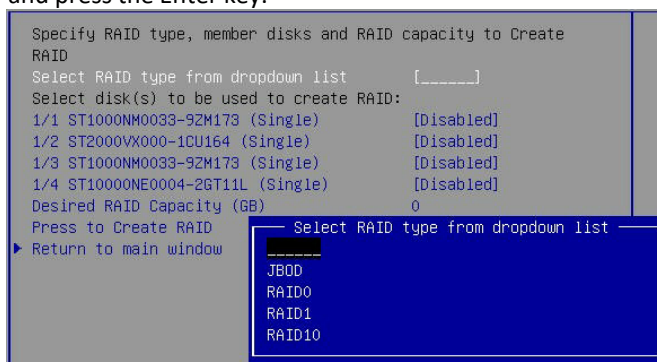 and press the Enter key.
Specify RAID type, member disks and RAID capacity to Create
RAID
Select RAID type from dropdown list [______]
Select disk(s) to be used to create RAID:
1/1 ST1000NM0033-9ZM173 (Single) [Disabled]
1/2 ST2000VX000-1CU164 (Single) [Disabled]
1/3 ST1000NM0033-9ZM173 (Single) [Disabled]
1/4 ST10000NE0004-2GT11L (Single) [Disabled]
Desired RAID Capacity (GB) 0
Press to Create RAID
Return to main window
Select RAID type from dropdown list
______
JBOD
RAID0
RAID1
RAID10